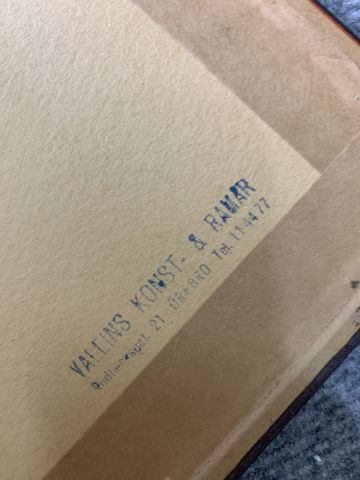 VALLINS KONST- & RAMAR
21, ÖREBRO Tel. 11 44 77